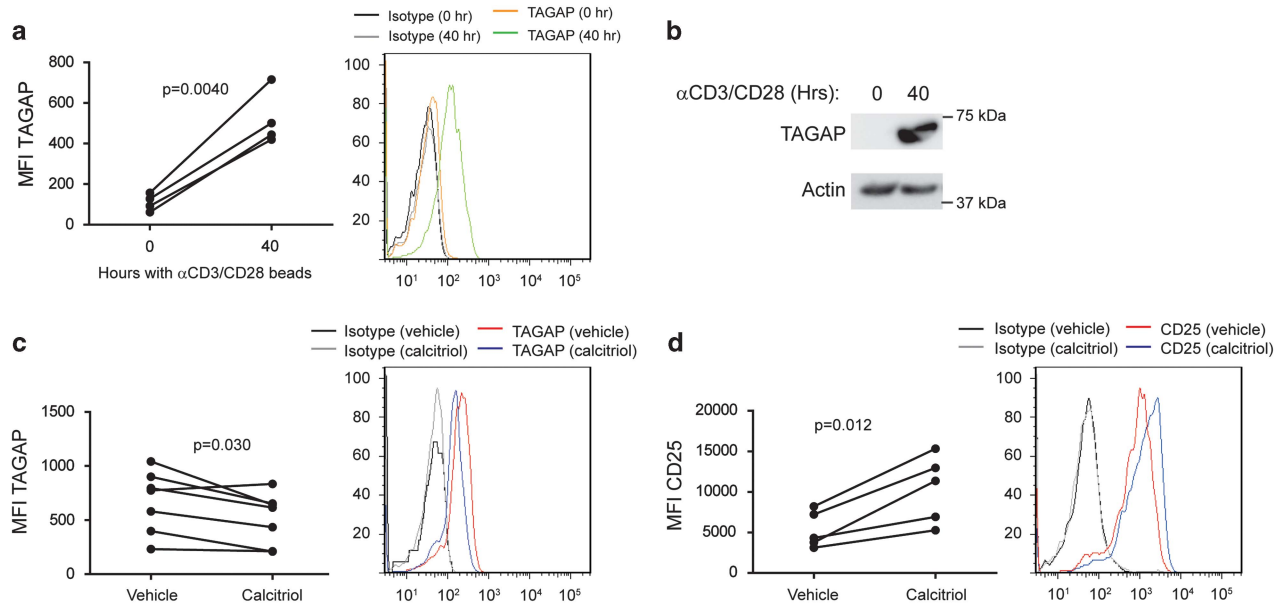 a
Isotype (0 hr) TAGAP (0 hr)
Isotype (40 hr) TAGAP (40 hr)
MFI TAGAP
800
600
400
200
0
p=0.0040
0 40
Hours with αCD3/CD28 beads
100
80
60
40
20
10¹ 10² 10³ 10⁴ 10⁵
b
αCD3/CD28 (Hrs): 0 40
TAGAP
75 kDa
Actin
37 kDa
c
Isotype (vehicle) TAGAP (vehicle)
Isotype (calcitriol) TAGAP (calcitriol)
MFI TAGAP
1500
1000
500
0
p=0.030
Vehicle Calcitriol
100
80
60
40
20
10¹ 10² 10³ 10⁴ 10⁵
d
Isotype (vehicle) CD25 (vehicle)
Isotype (calcitriol) CD25 (calcitriol)
MFI CD25
20000
15000
10000
5000
0
p=0.012
Vehicle Calcitriol
100
80
60
40
20
10¹ 10² 10³ 10⁴ 10⁵